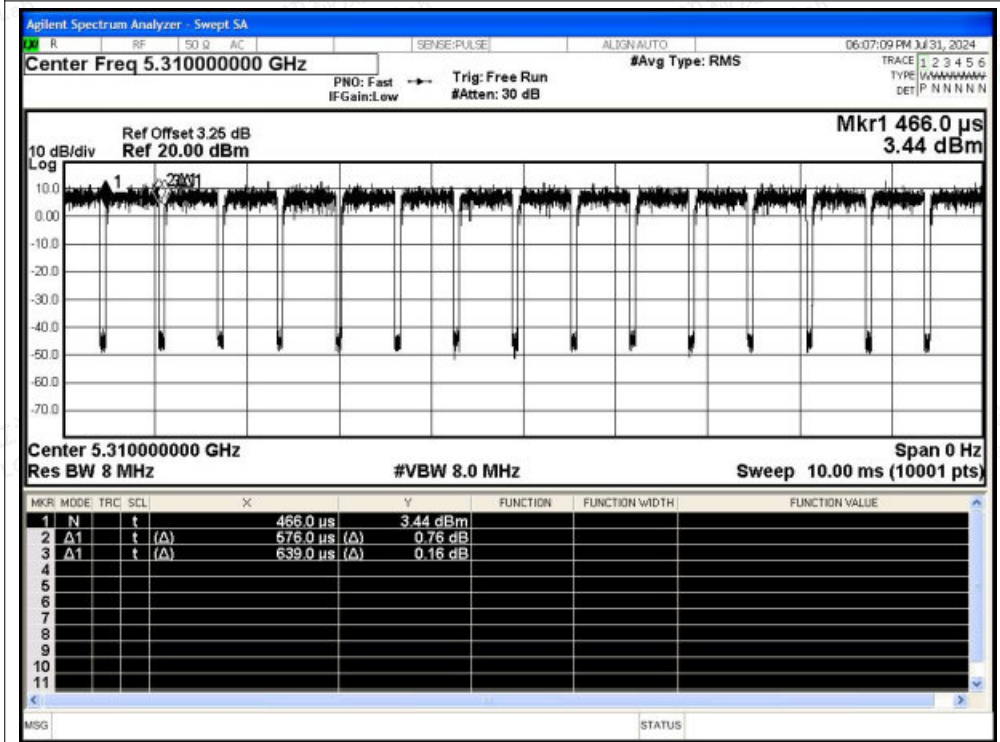 Agilent Spectrum Analyzer - Swept SA
R RF 50 Ω AC SENSE:PULSE ALIGN AUTO 06:07:09 PM Jul 31, 2024
Center Freq 5.310000000 GHz #Avg Type: RMS TRACE 1 2 3 4 5 6
PNO: Fast Trig: Free Run TYPE
IFGain:Low #Atten: 30 dB DET P N N N N N
Mkr1 466.0 µs
Ref Offset 3.25 dB
10 dB/div Ref 20.00 dBm 3.44 dBm
Log
10.0
1
0.00
-10.0
-20.0
-30.0
-40.0
-50.0
-60.0
-70.0
Center 5.310000000 GHz Span 0 Hz
Res BW 8 MHz #VBW 8.0 MHz Sweep 10.00 ms (10001 pts)
MKR MODE TRC SCL X Y FUNCTION FUNCTION WIDTH FUNCTION VALUE
1 N t 466.0 µs 3.44 dBm
2 Δ1 t (Δ) 576.0 µs (Δ) 0.76 dB
3 Δ1 t (Δ) 639.0 µs (Δ) 0.16 dB
4
5
6
7
8
9
10
11
MSG STATUS